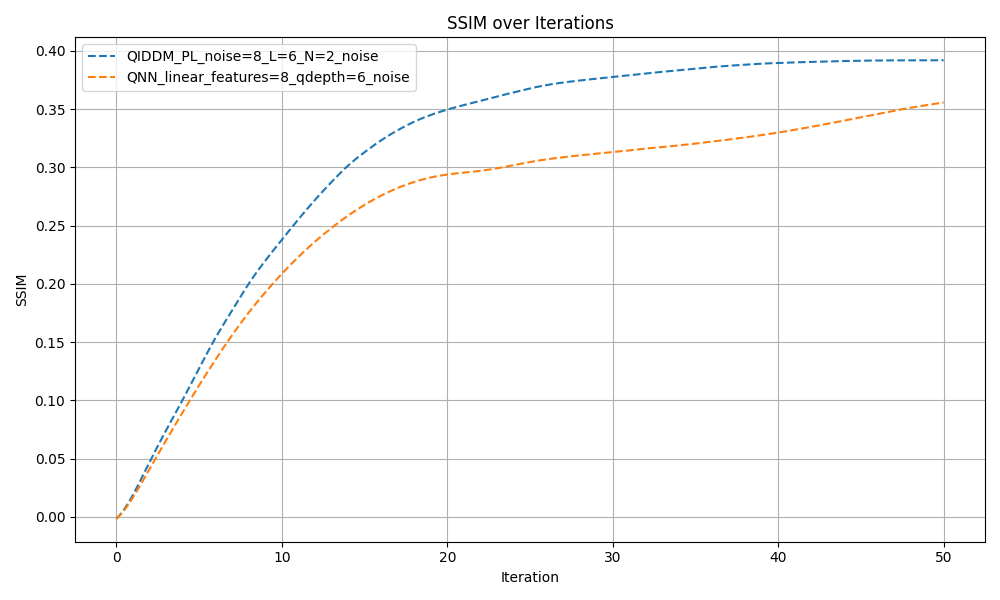 SSIM over Iterations
QIDDM_PL_noise=8_L=6_N=2_noise
QNN_linear_features=8_qdepth=6_noise
SSIM
0.40
0.35
0.30
0.25
0.20
0.15
0.10
0.05
0.00
0 10 20 30 40 50
Iteration